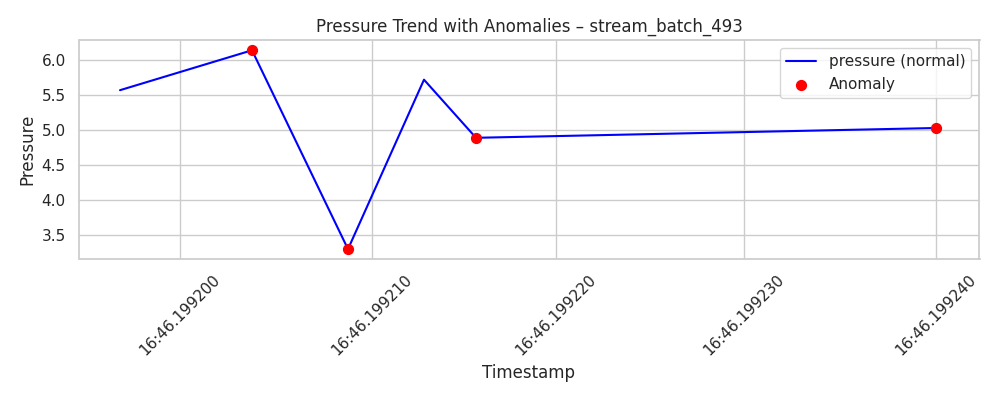 Pressure Trend with Anomalies – stream_batch_493
pressure (normal)
Anomaly
Pressure
6.0
5.5
5.0
4.5
4.0
3.5
16:46.199200
16:46.199210
16:46.199220
16:46.199230
16:46.199240
Timestamp